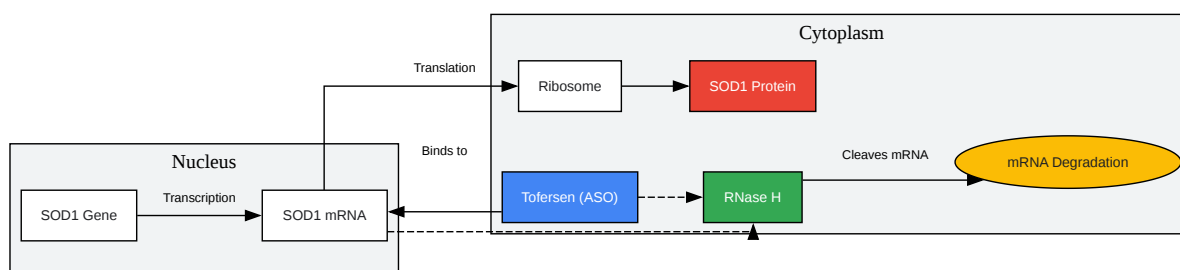 Cytoplasm
Translation
Ribosome
SOD1 Protein
Nucleus
Binds to
Cleaves mRNA
mRNA Degradation
SOD1 Gene
Transcription
SOD1 mRNA
Tofersen (ASO)
RNase H